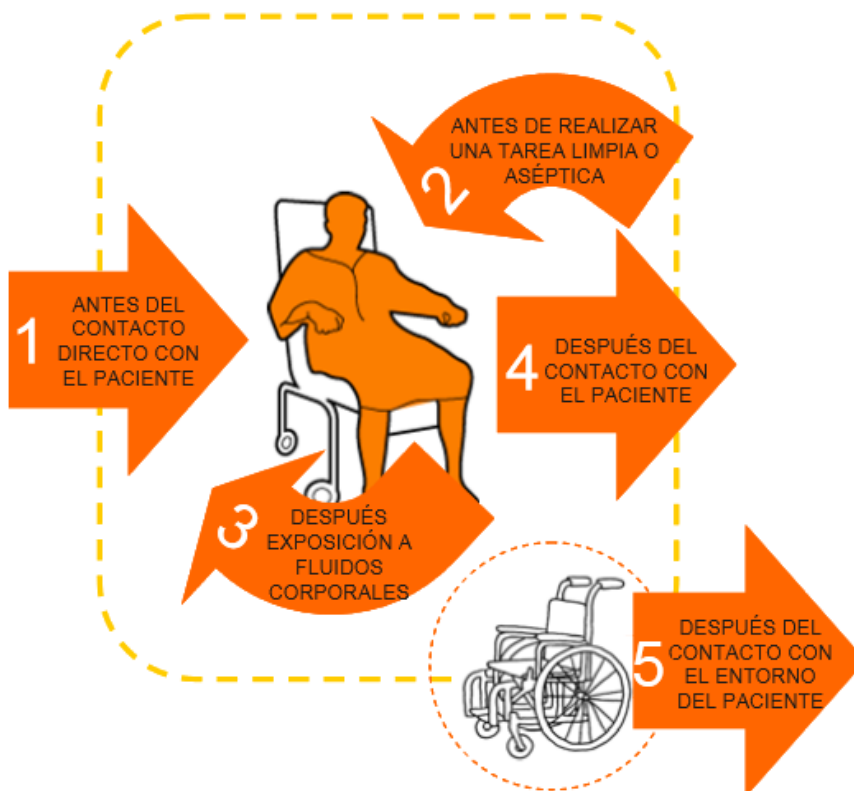 1
ANTES DEL
CONTACTO
DIRECTO CON
EL PACIENTE
2
ANTES DE REALIZAR
UNA TAREA LIMPIA O
ASÉPTICA
3
DESPUÉS
EXPOSICIÓN A
FLUIDOS
CORPORALES
4
DESPUÉS DEL
CONTACTO CON
EL PACIENTE
5
DESPUÉS DEL
CONTACTO CON
EL ENTORNO
DEL PACIENTE